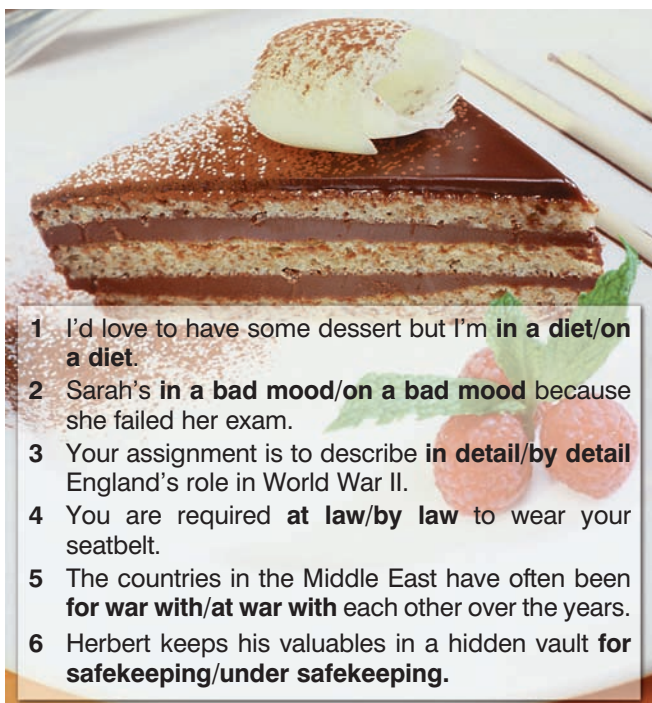 1 I'd love to have some dessert but I'm in a diet/on
a diet.
2 Sarah's in a bad mood/on a bad mood because
she failed her exam.
3 Your assignment is to describe in detail/by detail
England's role in World War II.
4 You are required at law/by law to wear your
seatbelt.
5 The countries in the Middle East have often been
for war with/at war with each other over the years.
6 Herbert keeps his valuables in a hidden vault for
safekeeping/under safekeeping.